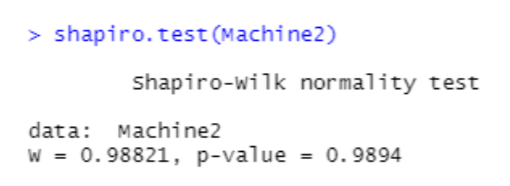 > shapiro.test(Machine2)
Shapiro-Wilk normality test
data:  Machine2
W = 0.98821, p-value = 0.9894